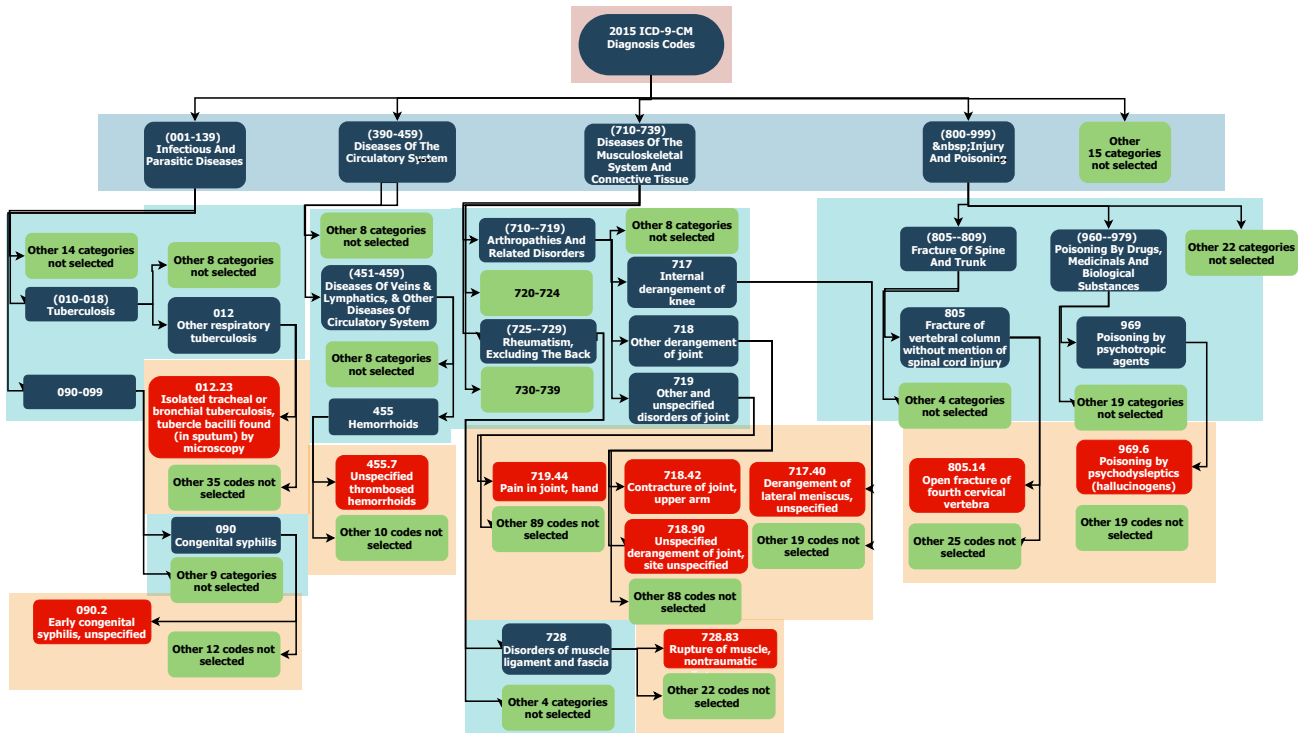 2015 ICD-9-CM
Diagnosis Codes
(001-139)
Infectious And
Parasitic Diseases
(390-459)
Diseases Of The
Circulatory System
(710-739)
Diseases Of The
Musculoskeletal
System And
Connective Tissue
(800-999)
&nbsp;Injury
And Poisoning
Other
15 categories
not selected
Other 14 categories
not selected
(010-018)
Tuberculosis
090-099
Other 8 categories
not selected
012
Other respiratory
tuberculosis
012.23
Isolated tracheal or
bronchial tuberculosis,
tubercle bacilli found
(in sputum) by
microscopy
Other 35 codes not
selected
090
Congenital syphilis
Other 9 categories
not selected
090.2
Early congenital
syphilis, unspecified
Other 12 codes not
selected
Other 8 categories
not selected
(451-459)
Diseases Of Veins &
Lymphatics, & Other
Diseases Of
Circulatory System
Other 8 categories
not selected
455
Hemorrhoids
455.7
Unspecified
thrombosed
hemorrhoids
Other 10 codes not
selected
(710--719)
Arthropathies And
Related Disorders
720-724
(725--729)
Rheumatism,
Excluding The Back
730-739
Other 8 categories
not selected
717
Internal
derangement of
knee
718
Other derangement
of joint
719
Other and
unspecified
disorders of joint
719.44
Pain in joint, hand
Other 89 codes not
selected
718.42
Contracture of joint,
upper arm
718.90
Unspecified
derangement of joint,
site unspecified
Other 88 codes not
selected
717.40
Derangement of
lateral meniscus,
unspecified
Other 19 codes not
selected
728
Disorders of muscle
ligament and fascia
Other 4 categories
not selected
728.83
Rupture of muscle,
nontraumatic
Other 22 codes not
selected
(805--809)
Fracture Of Spine
And Trunk
(960--979)
Poisoning By Drugs,
Medicinals And
Biological
Substances
Other 22 categories
not selected
805
Fracture of
vertebral column
without mention of
spinal cord injury
Other 4 categories
not selected
969
Poisoning by
psychotropic
agents
Other 19 categories
not selected
805.14
Open fracture of
fourth cervical
vertebra
Other 25 codes not
selected
969.6
Poisoning by
psychodysleptics
(hallucinogens)
Other 19 codes not
selected